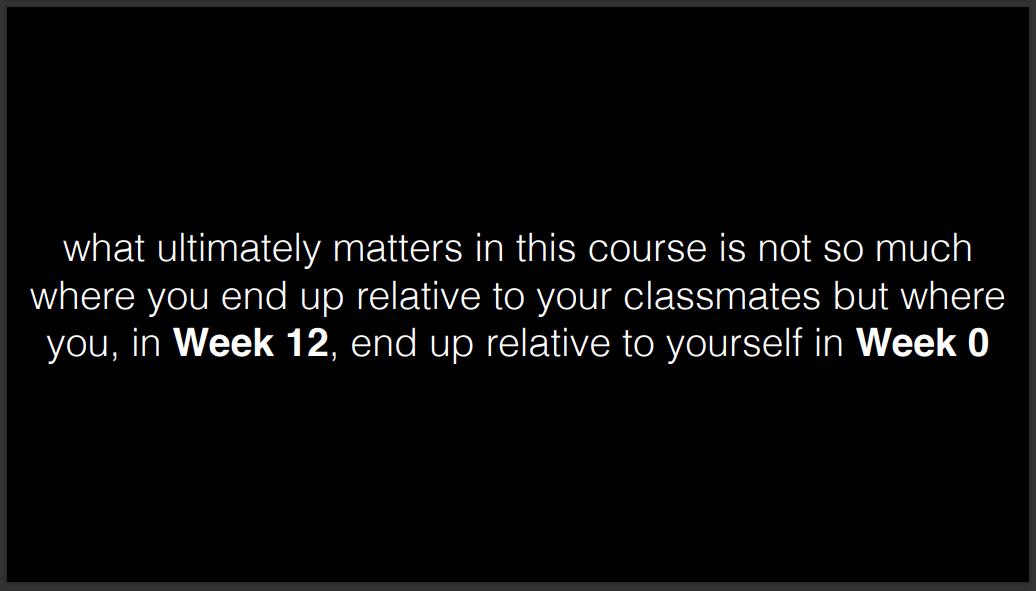 what ultimately matters in this course is not so much
where you end up relative to your classmates but where
you, in Week 12, end up relative to yourself in Week 0